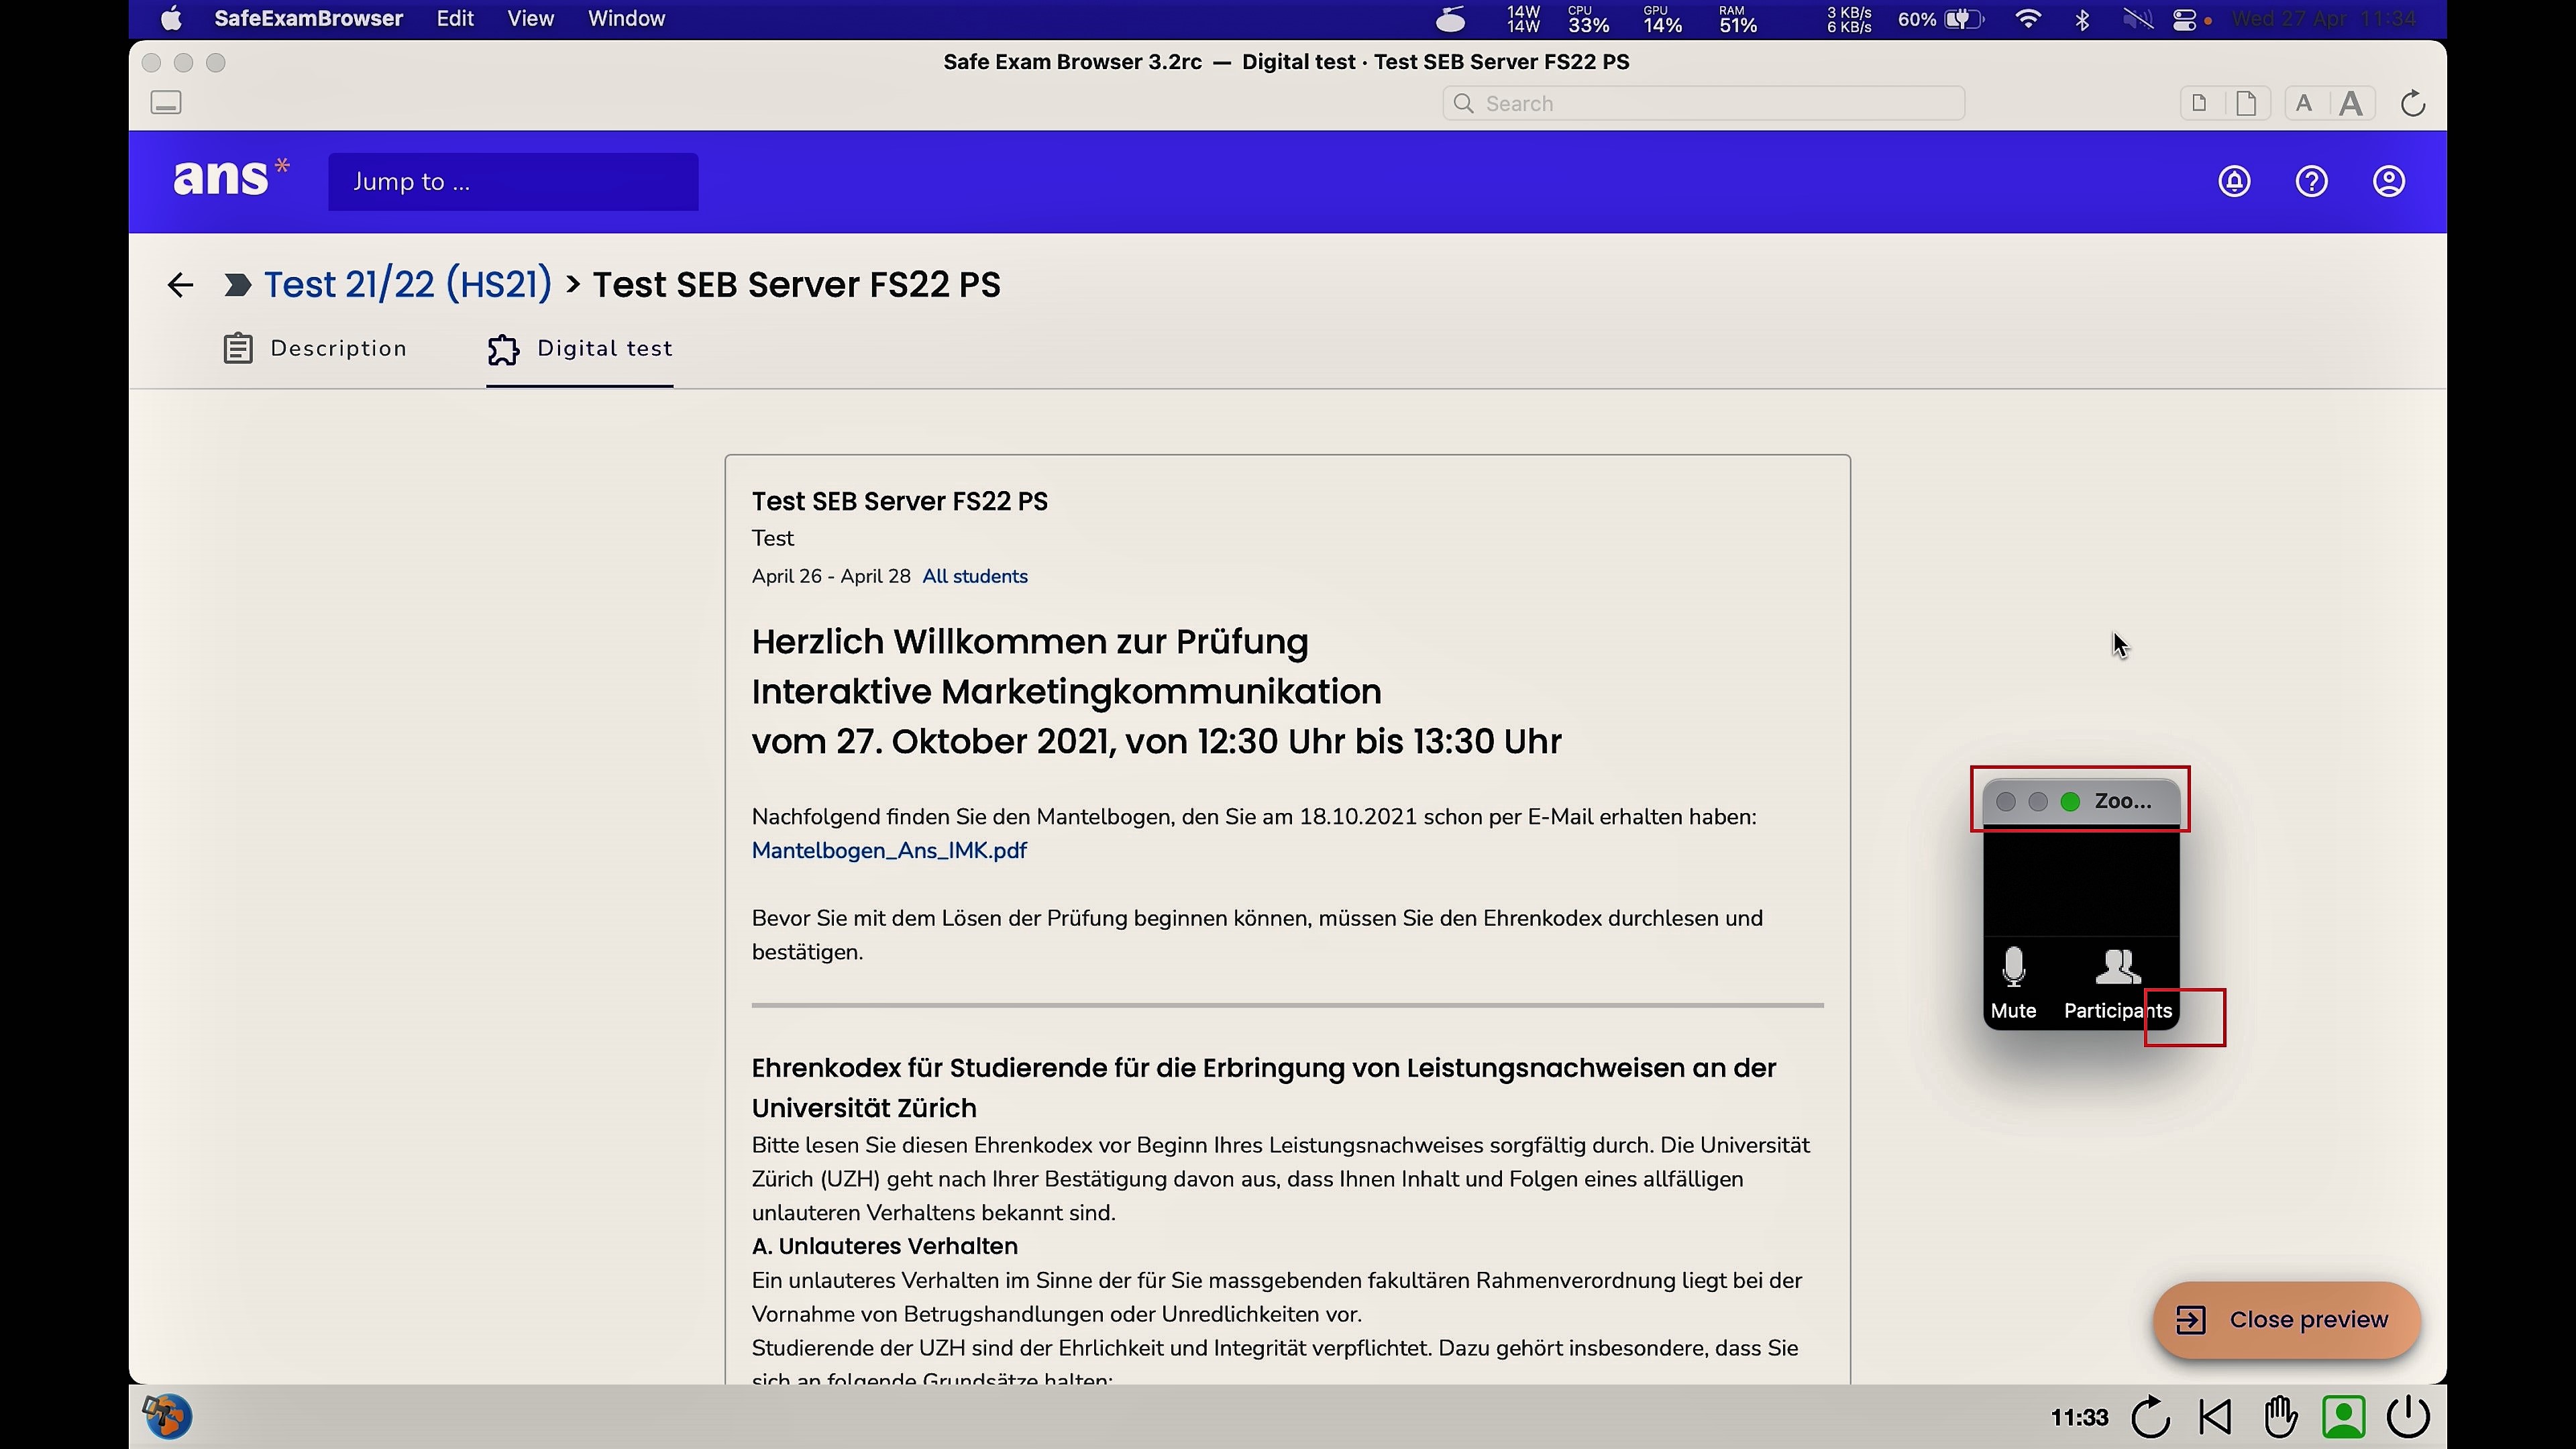 SafeExamBrowser Edit View Window 14W 14W CPU 33% GPU 14% RAM 51% 3 KB/s 6 KB/s 60% Wed 27 Apr 11:34
Safe Exam Browser 3.2rc — Digital test · Test SEB Server FS22 PS
Search A A
ans* Jump to ...
Test 21/22 (HS21) > Test SEB Server FS22 PS
Description Digital test
Test SEB Server FS22 PS
Test
April 26 - April 28 All students
Herzlich Willkommen zur Prüfung
Interaktive Marketingkommunikation
vom 27. Oktober 2021, von 12:30 Uhr bis 13:30 Uhr
Nachfolgend finden Sie den Mantelbogen, den Sie am 18.10.2021 schon per E-Mail erhalten haben:
Mantelbogen_Ans_IMK.pdf
Bevor Sie mit dem Lösen der Prüfung beginnen können, müssen Sie den Ehrenkodex durchlesen und
bestätigen.
Ehrenkodex für Studierende für die Erbringung von Leistungsnachweisen an der
Universität Zürich
Bitte lesen Sie diesen Ehrenkodex vor Beginn Ihres Leistungsnachweises sorgfältig durch. Die Universität
Zürich (UZH) geht nach Ihrer Bestätigung davon aus, dass Ihnen Inhalt und Folgen eines allfälligen
unlauteren Verhaltens bekannt sind.
A. Unlauteres Verhalten
Ein unlauteres Verhalten im Sinne der für Sie massgebenden fakultären Rahmenverordnung liegt bei der
Vornahme von Betrugshandlungen oder Unredlichkeiten vor.
Studierende der UZH sind der Ehrlichkeit und Integrität verpflichtet. Dazu gehört insbesondere, dass Sie
sich an folgende Grundsätze halten:
Zoo...
Mute Participants
Close preview
11:33